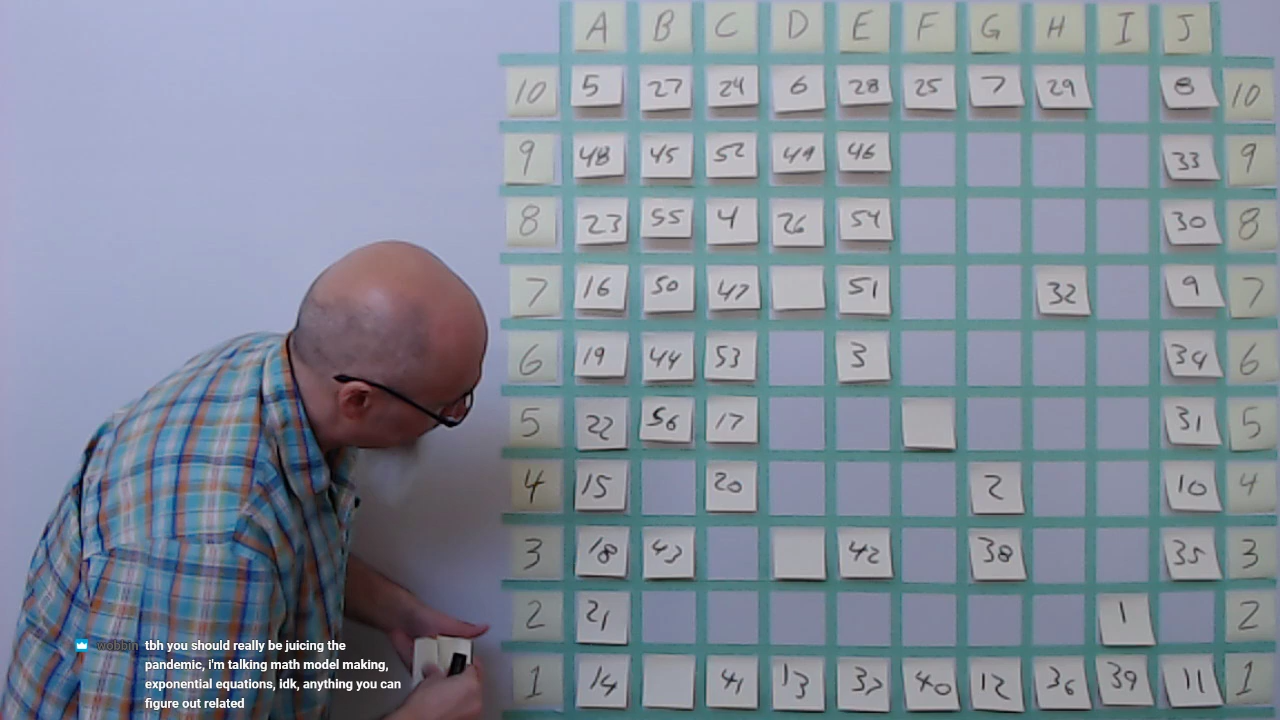 A B C D E F G H I J
10 5 27 24 6 28 25 7 29 8 10
9 48 45 52 49 46 33 9
8 23 55 4 26 54 30 8
7 16 50 47 51 32 9 7
6 19 44 53 3 34 6
5 22 56 17 31 5
4 15 20 2 10 4
3 18 43 42 38 35 3
2 21 1 2
1 14 41 13 37 40 12 36 39 11 1
wobbin tbh you should really be juicing the
pandemic, i'm talking math model making,
exponential equations, idk, anything you can
figure out related